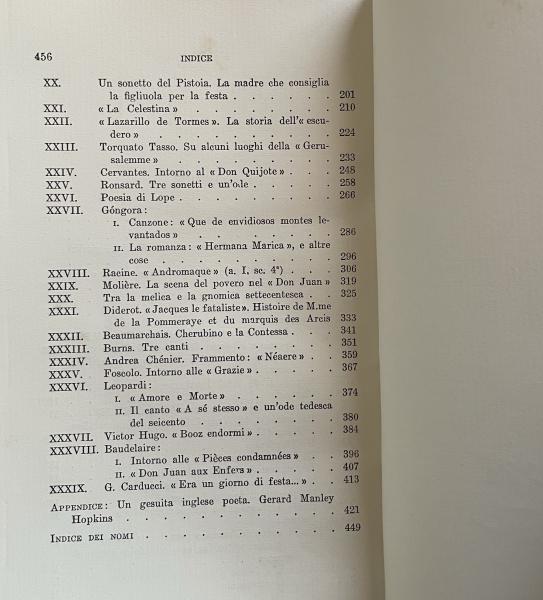 456 INDICE
XX. Un sonetto del Pistoia. La madre che consiglia
la figliuola per la festa . . . . . . . 201
XXI. « La Celestina » . . . . . . . . . 210
XXII. « Lazarillo de Tormes ». La storia dell'« escu-
dero » . . . . . . . . . . . 224
XXIII. Torquato Tasso. Su alcuni luoghi della « Geru-
salemme » . . . . . . . . . . 233
XXIV. Cervantes. Intorno al « Don Quijote » . . . 248
XXV. Ronsard. Tre sonetti e un'ode . . . . . 258
XXVI. Poesia di Lope . . . . . . . . . 266
XXVII. Góngora:
I. Canzone: « Que de envidiosos montes le-
vantados » . . . . . . . . 286
II. La romanza: « Hermana Marica », e altre
cose . . . . . . . . . . 296
XXVIII. Racine. « Andromaque » (a. I, sc. 4ª) . . . 306
XXIX. Molière. La scena del povero nel « Don Juan » 319
XXX. Tra la melica e la gnomica settecentesca . . 325
XXXI. Diderot. « Jacques le fataliste ». Histoire de M.me
de la Pommeraye et du marquis des Arcis 333
XXXII. Beaumarchais. Cherubino e la Contessa . . 341
XXXIII. Burns. Tre canti . . . . . . . . 351
XXXIV. Andrea Chénier. Frammento: « Néaere » . . 359
XXXV. Foscolo. Intorno alle « Grazie » . . . . . 367
XXXVI. Leopardi:
I. « Amore e Morte » . . . . . . . 374
II. Il canto « A sé stesso » e un'ode tedesca
del seicento . . . . . . . . 380
XXXVII. Victor Hugo. « Booz endormi » . . . . . 384
XXXVIII. Baudelaire:
I. Intorno alle « Pièces condamnées » . . . 396
II. « Don Juan aux Enfers » . . . . . 407
XXXIX. G. Carducci. « Era un giorno di festa... » . . 413
APPENDICE: Un gesuita inglese poeta. Gerard Manley
Hopkins . . . . . . . . . . . 421
INDICE DEI NOMI . . . . . . . . . . 449